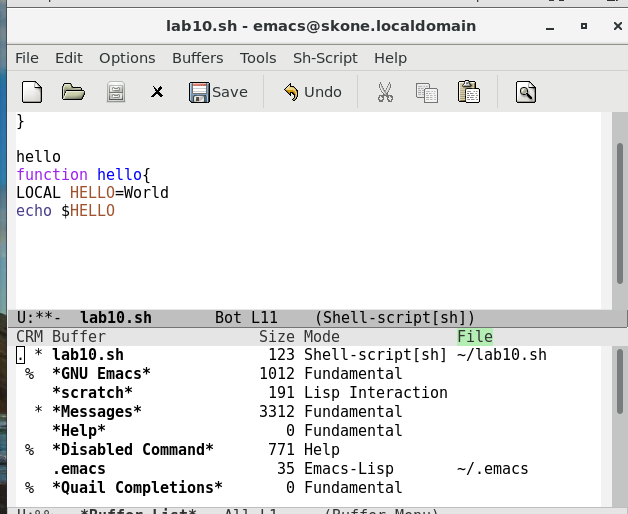 lab10.sh - emacs@skone.localdomain
File Edit Options Buffers Tools Sh-Script Help
Save Undo
}
hello
function hello{
LOCAL HELLO=World
echo $HELLO
U:**- lab10.sh Bot L11 (Shell-script[sh])
CRM Buffer Size Mode File
. * lab10.sh 123 Shell-script[sh] ~/lab10.sh
% *GNU Emacs* 1012 Fundamental
*scratch* 191 Lisp Interaction
* *Messages* 3312 Fundamental
*Help* 0 Fundamental
% *Disabled Command* 771 Help
.emacs 35 Emacs-Lisp ~/.emacs
% *Quail Completions* 0 Fundamental
U:%%- *Buffer List* All L1 (Buffer Menu)